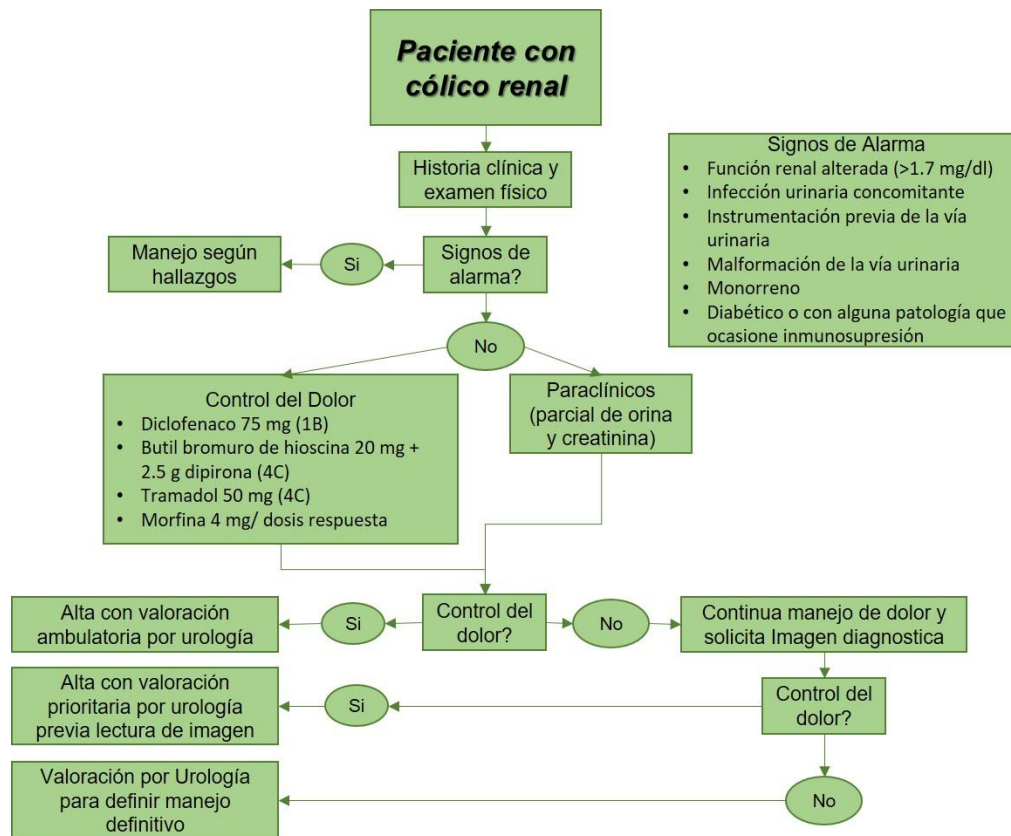 Paciente con
cólico renal
Historia clínica y
examen físico
Signos de Alarma
• Función renal alterada (>1.7 mg/dl)
• Infección urinaria concomitante
• Instrumentación previa de la vía
urinaria
• Malformación de la vía urinaria
• Monorreno
• Diabético o con alguna patología que
ocasione inmunosupresión
Manejo según
hallazgos
Si
Signos de
alarma?
No
Control del Dolor
• Diclofenaco 75 mg (1B)
• Butil bromuro de hioscina 20 mg +
2.5 g dipirona (4C)
• Tramadol 50 mg (4C)
• Morfina 4 mg/ dosis respuesta
Paraclínicos
(parcial de orina
y creatinina)
Alta con valoración
ambulatoria por urología
Si
Control del
dolor?
No
Continua manejo de dolor y
solicita Imagen diagnostica
Alta con valoración
prioritaria por urología
previa lectura de imagen
Si
Control del
dolor?
Valoración por Urología
para definir manejo
definitivo
No